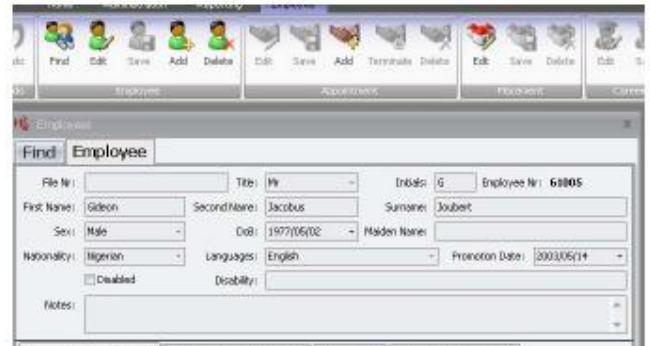 Find Edit Save Add Delete Edit Save Add Terminate Delete Edit Save Delete Edit
Employee Appointment Placement Career
Employees
Find Employee
File Nr: Title: Mr Initials: G Employee Nr: 61005
First Name: Gideon Second Name: Jacobus Surname: Joubert
Sex: Male DoB: 1977/05/02 Maiden Name:
Nationality: Nigerian Languages: English Promotion Date: 2003/05/14
Disabled Disability:
Notes: